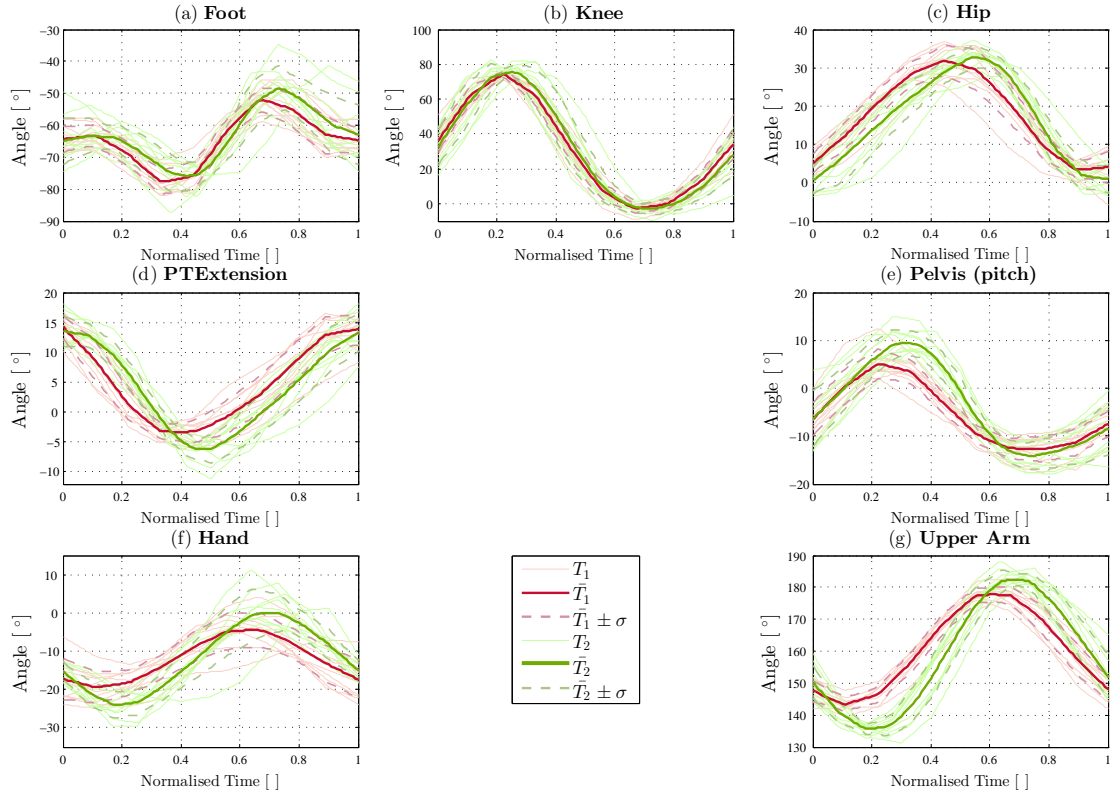 (a) Foot
Angle [ °]
−30
−40
−50
−60
−70
−80
−90
0 0.2 0.4 0.6 0.8 1
Normalised Time [ ]
(b) Knee
Angle [ °]
100
80
60
40
20
0
0 0.2 0.4 0.6 0.8 1
Normalised Time [ ]
(c) Hip
Angle [ °]
40
30
20
10
0
−10
0 0.2 0.4 0.6 0.8 1
Normalised Time [ ]
(d) PTExtension
Angle [ °]
20
15
10
5
0
−5
−10
0 0.2 0.4 0.6 0.8 1
Normalised Time [ ]
(e) Pelvis (pitch)
Angle [ °]
20
10
0
−10
−20
0 0.2 0.4 0.6 0.8 1
Normalised Time [ ]
(f) Hand
Angle [ °]
10
0
−10
−20
−30
0 0.2 0.4 0.6 0.8 1
Normalised Time [ ]
T₁
T̄₁
T̄₁ ± σ
T₂
T̄₂
T̄₂ ± σ
(g) Upper Arm
Angle [ °]
190
180
170
160
150
140
130
0 0.2 0.4 0.6 0.8 1
Normalised Time [ ]